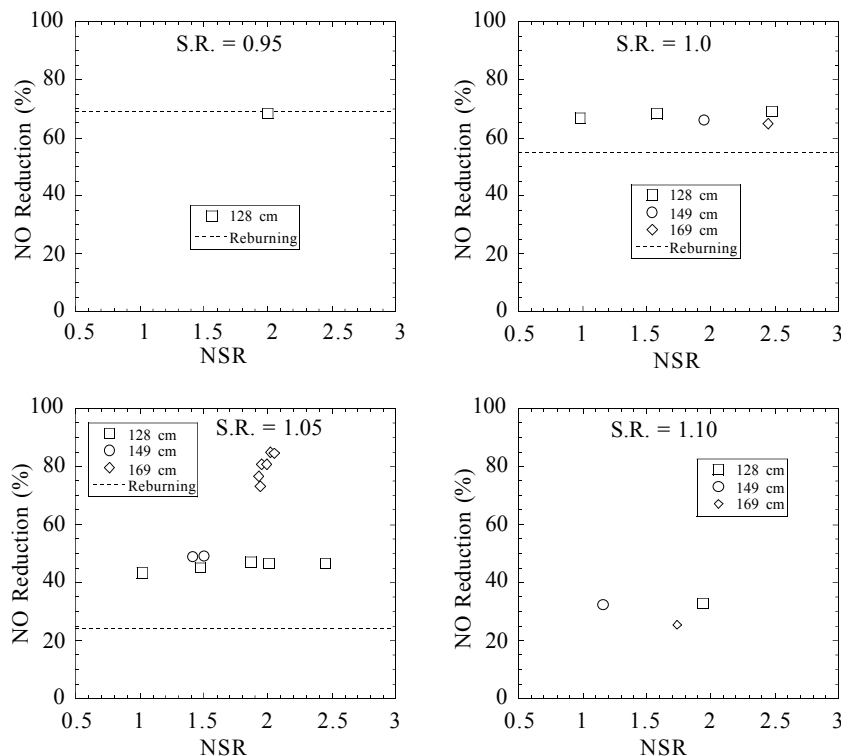 S.R. = 0.95
NO Reduction (%)
100
80
60
40
20
0
128 cm
Reburning
0.5 1 1.5 2 2.5 3
NSR
S.R. = 1.0
NO Reduction (%)
100
80
60
40
20
0
128 cm
149 cm
169 cm
Reburning
0.5 1 1.5 2 2.5 3
NSR
S.R. = 1.05
NO Reduction (%)
100
80
60
40
20
0
128 cm
149 cm
169 cm
Reburning
0.5 1 1.5 2 2.5 3
NSR
S.R. = 1.10
NO Reduction (%)
100
80
60
40
20
0
128 cm
149 cm
169 cm
0.5 1 1.5 2 2.5 3
NSR